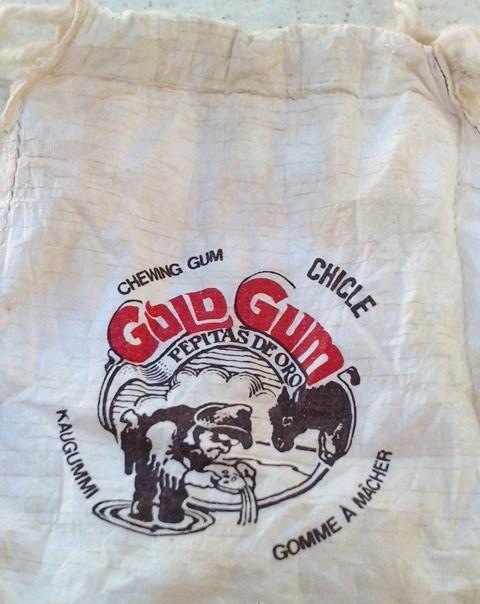 CHEWING GUM
CHICLE
GOLD GUM
PEPITAS DE ORO
KAUGUMMI
GOMME À MÂCHER